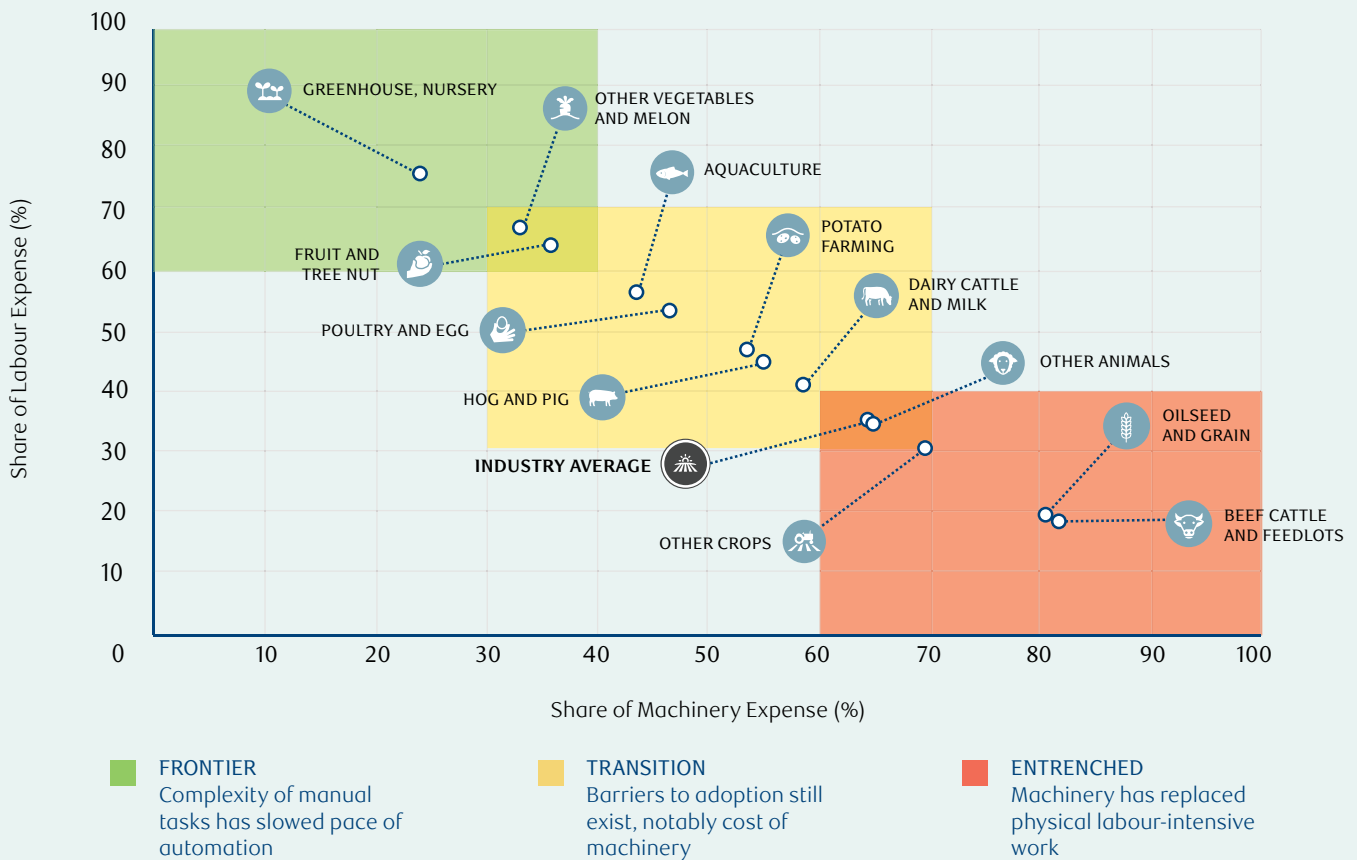 100
90
80
70
60
50
40
30
20
10
0
Share of Labour Expense (%)
GREENHOUSE, NURSERY
OTHER VEGETABLES
AND MELON
AQUACULTURE
POTATO
FARMING
FRUIT AND
TREE NUT
DAIRY CATTLE
AND MILK
POULTRY AND EGG
OTHER ANIMALS
HOG AND PIG
OILSEED
AND GRAIN
INDUSTRY AVERAGE
BEEF CATTLE
AND FEEDLOTS
OTHER CROPS
10
20
30
40
50
60
70
80
90
100
Share of Machinery Expense (%)
FRONTIER
Complexity of manual
tasks has slowed pace of
automation
TRANSITION
Barriers to adoption still
exist, notably cost of
machinery
ENTRENCHED
Machinery has replaced
physical labour-intensive
work